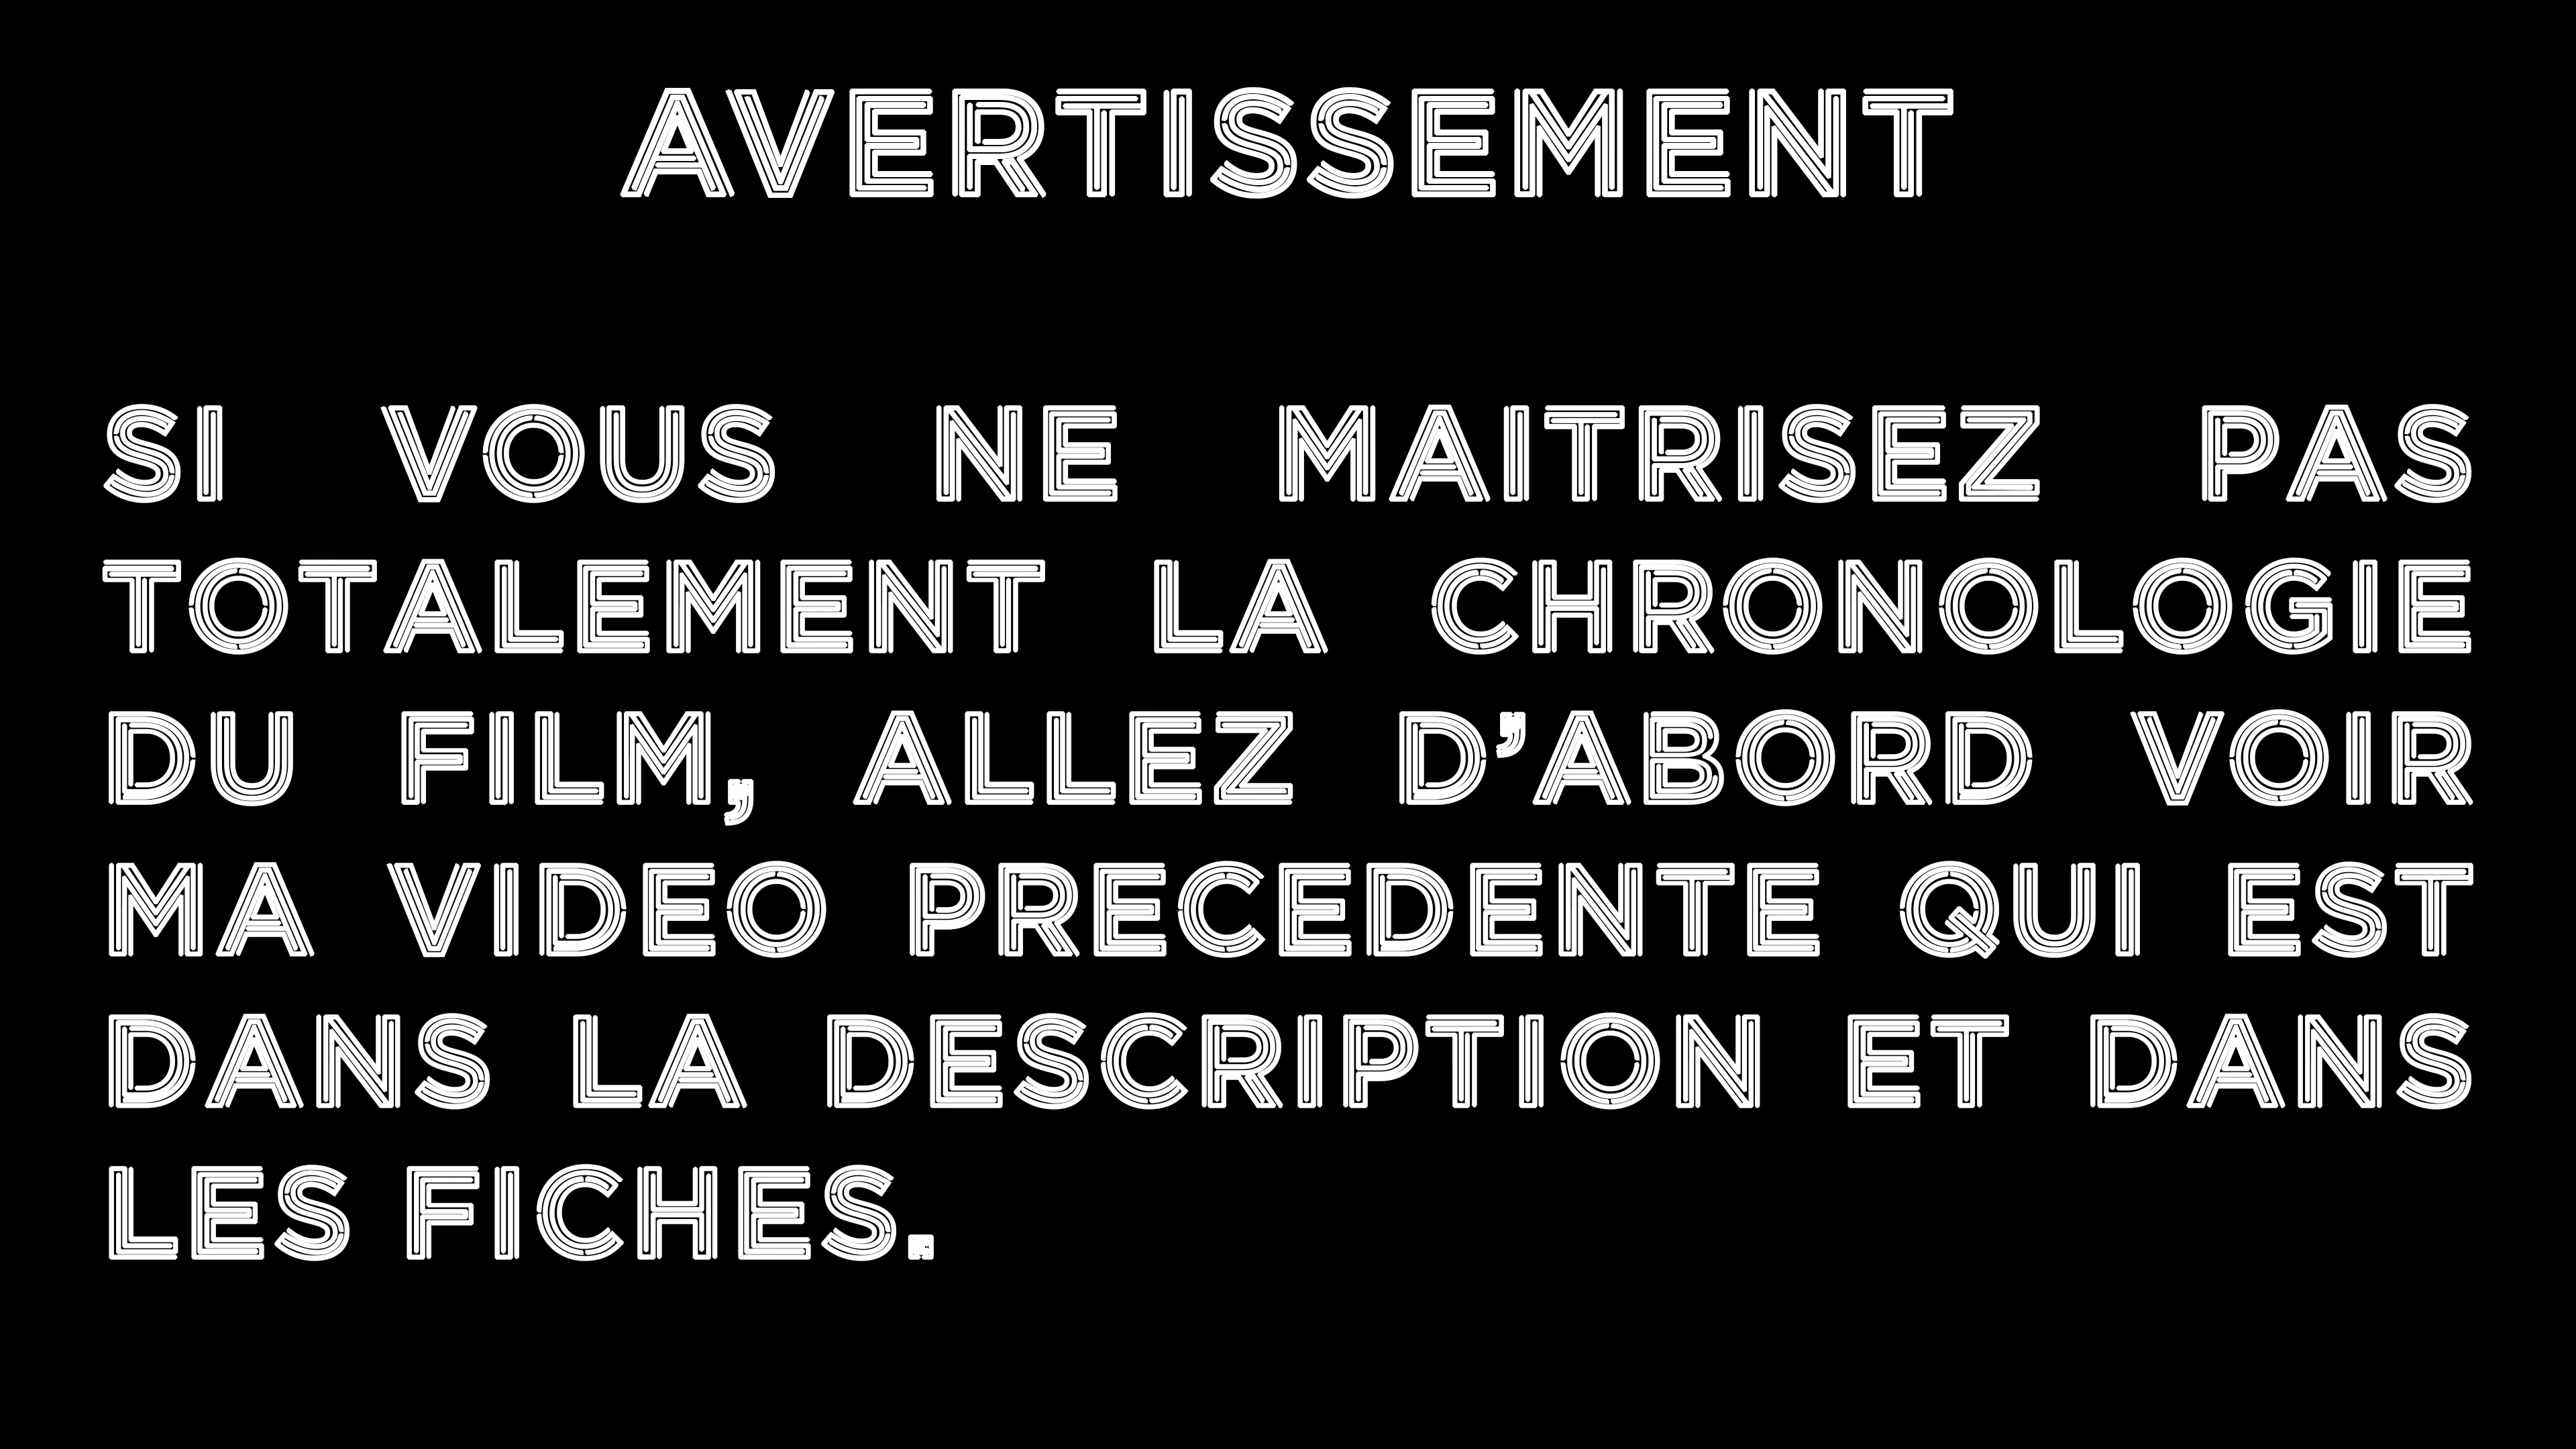 AVERTISSEMENT
SI VOUS NE MAITRISEZ PAS
TOTALEMENT LA CHRONOLOGIE
DU FILM, ALLEZ D’ABORD VOIR
MA VIDEO PRECEDENTE QUI EST
DANS LA DESCRIPTION ET DANS
LES FICHES.